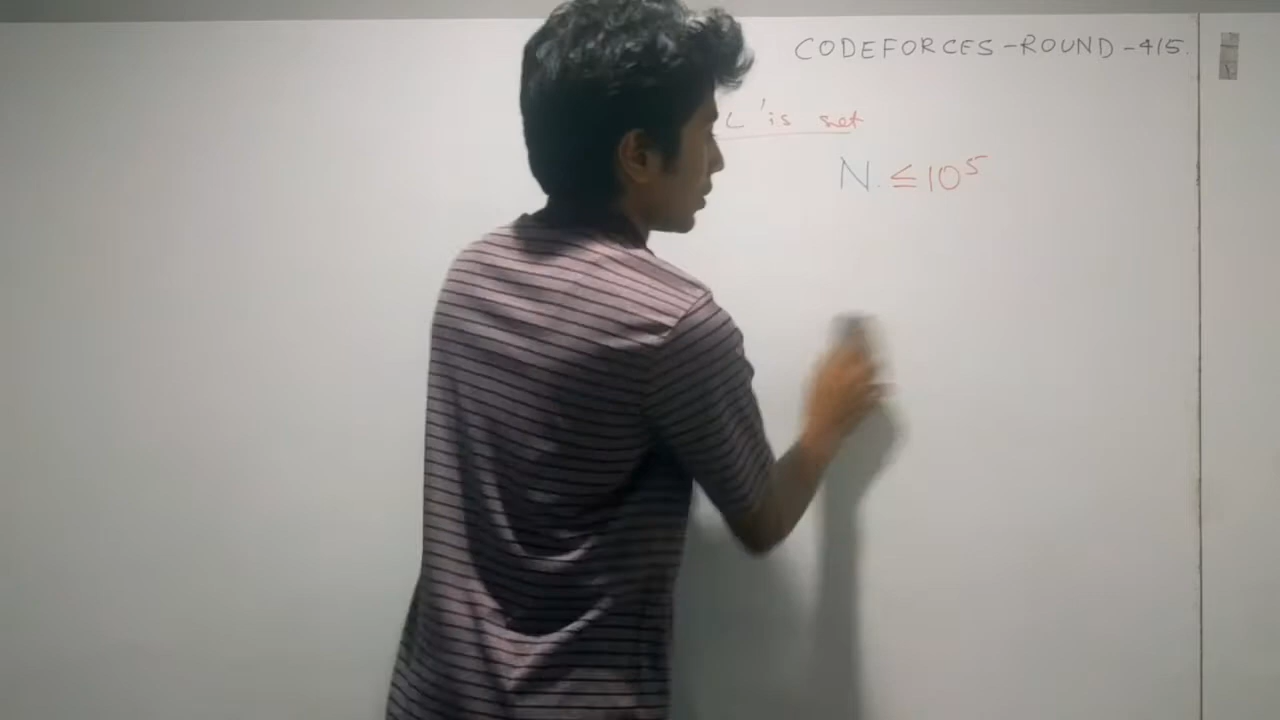 CODEFORCES-ROUND-415.
L 'is set
N. ≤ 10⁵